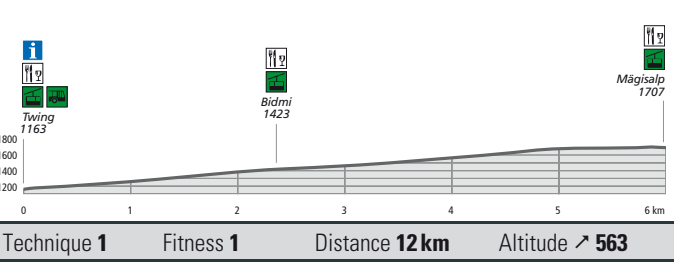 i
Twing
1163
Bidmi
1423
Mägisalp
1707
1800
1600
1400
1200
0 1 2 3 4 5 6 km
Technique 1 Fitness 1 Distance 12 km Altitude ↗ 563